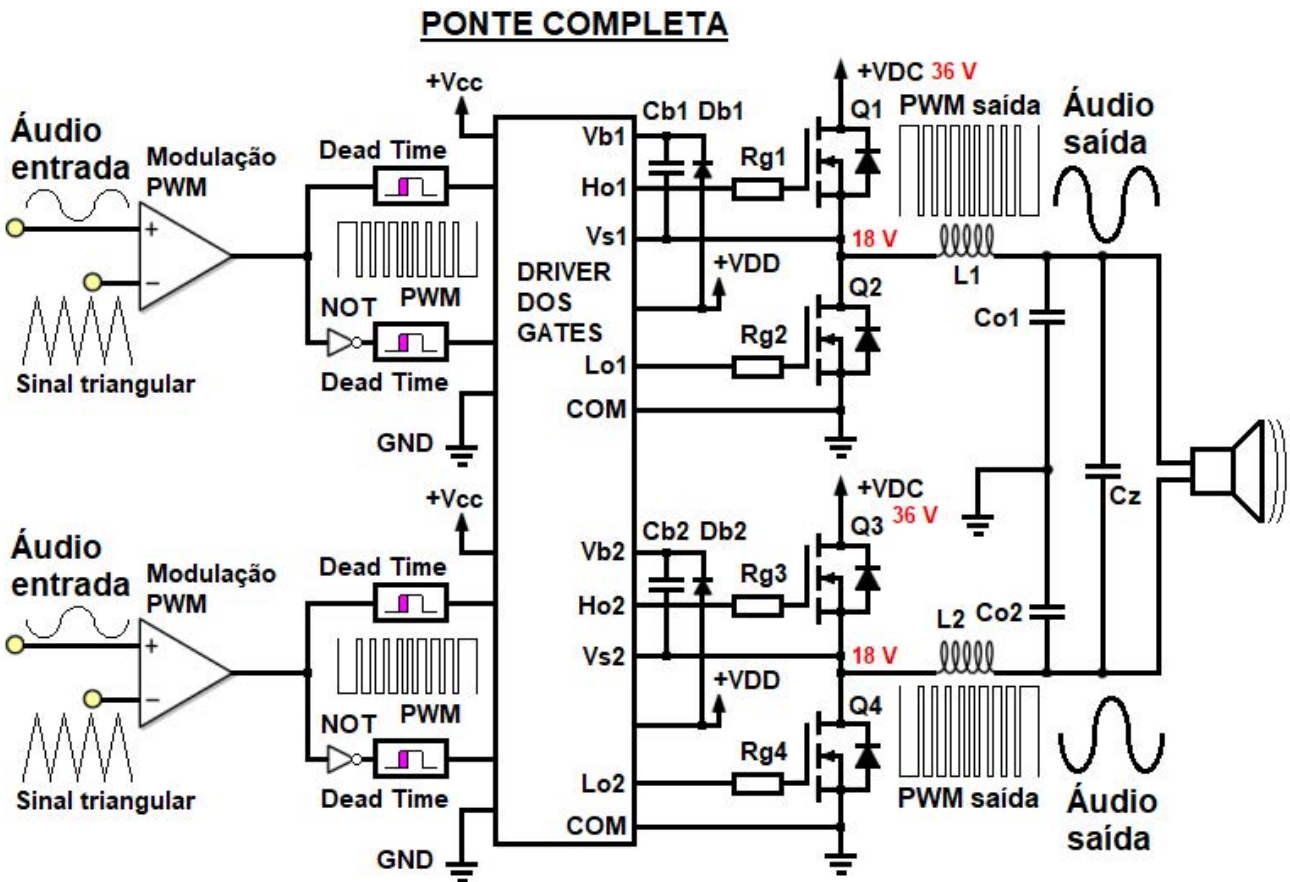 PONTE COMPLETA
+Vcc
Áudio
entrada
Modulação
PWM
+
-
Sinal triangular
Dead Time
PWM
NOT
Dead Time
GND
DRIVER
DOS
GATES
Vb1
Ho1
Vs1
Lo1
COM
Cb1 Db1
+VDD
Rg1
Rg2
Q1
Q2
+VDC 36 V
PWM saída
18 V
L1
Áudio
saída
Co1
Cz
+Vcc
Áudio
entrada
Modulação
PWM
+
-
Sinal triangular
Dead Time
PWM
NOT
Dead Time
GND
Vb2
Ho2
Vs2
Lo2
COM
Cb2 Db2
+VDD
Rg3
Rg4
+VDC
36 V
Q3
Q4
18 V
L2
Co2
PWM saída
Áudio
saída